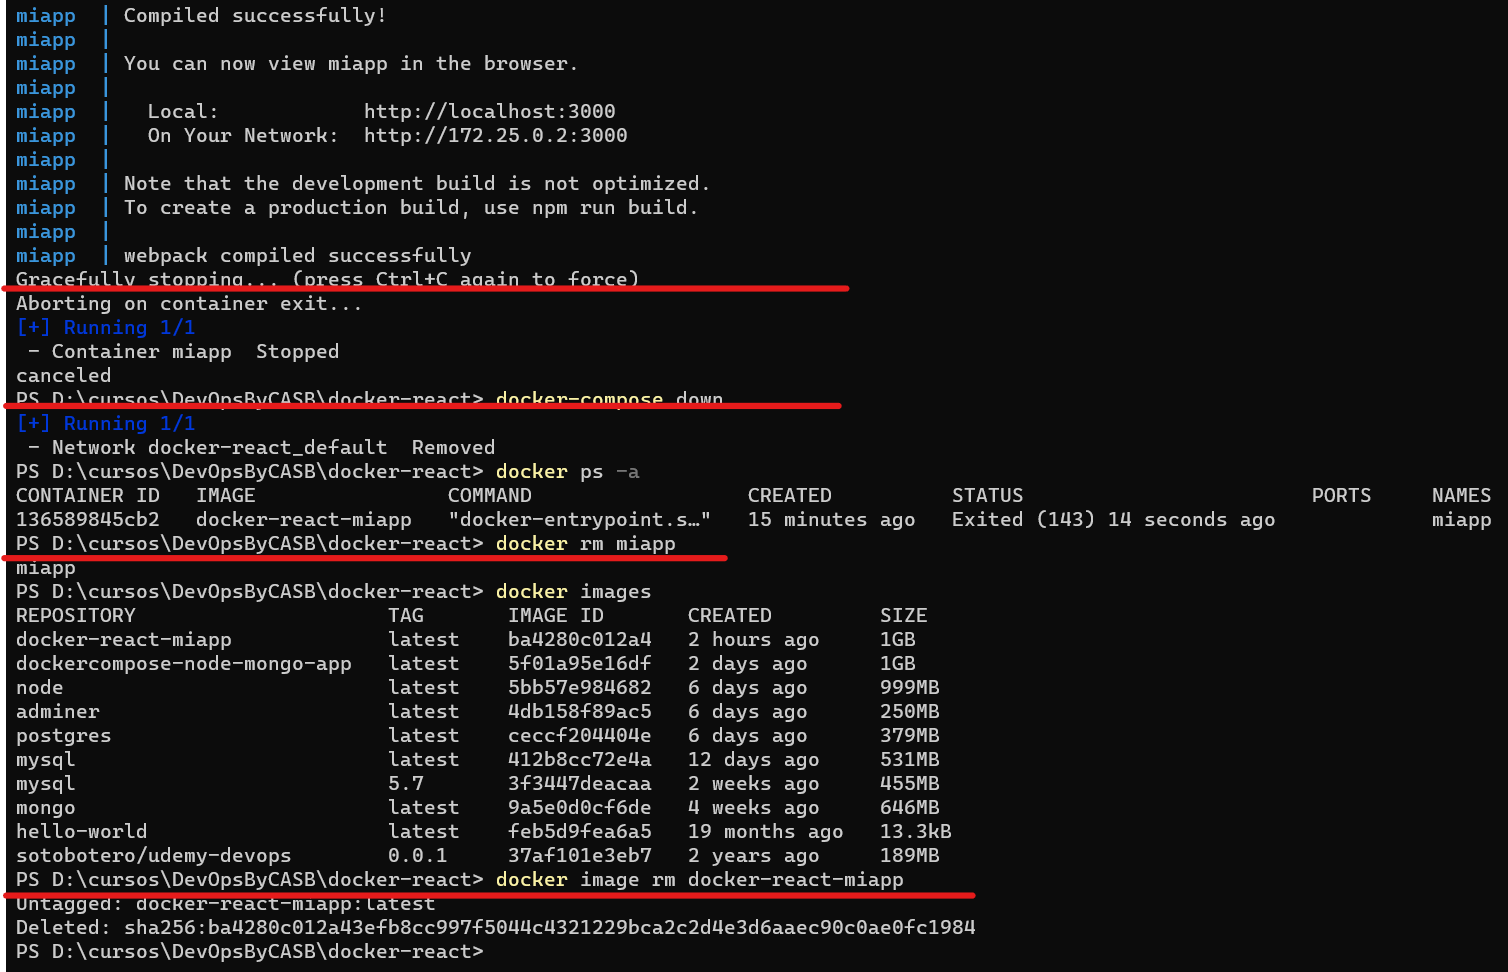 miapp | Compiled successfully!
miapp |
miapp | You can now view miapp in the browser.
miapp |
miapp |   Local:            http://localhost:3000
miapp |   On Your Network:  http://172.25.0.2:3000
miapp |
miapp | Note that the development build is not optimized.
miapp | To create a production build, use npm run build.
miapp |
miapp | webpack compiled successfully
Gracefully stopping... (press Ctrl+C again to force)
Aborting on container exit...
[+] Running 1/1
 - Container miapp  Stopped
canceled
PS D:\cursos\DevOpsByCASB\docker-react> docker-compose down
[+] Running 1/1
 - Network docker-react_default  Removed
PS D:\cursos\DevOpsByCASB\docker-react> docker ps -a
CONTAINER ID   IMAGE                COMMAND                  CREATED          STATUS                        PORTS     NAMES
136589845cb2   docker-react-miapp   "docker-entrypoint.s…"   15 minutes ago   Exited (143) 14 seconds ago             miapp
PS D:\cursos\DevOpsByCASB\docker-react> docker rm miapp
miapp
PS D:\cursos\DevOpsByCASB\docker-react> docker images
REPOSITORY                     TAG       IMAGE ID       CREATED         SIZE
docker-react-miapp             latest    ba4280c012a4   2 hours ago     1GB
dockercompose-node-mongo-app   latest    5f01a95e16df   2 days ago      1GB
node                           latest    5bb57e984682   6 days ago      999MB
adminer                        latest    4db158f89ac5   6 days ago      250MB
postgres                       latest    ceccf204404e   6 days ago      379MB
mysql                          latest    412b8cc72e4a   12 days ago     531MB
mysql                          5.7       3f3447deacaa   2 weeks ago     455MB
mongo                          latest    9a5e0d0cf6de   4 weeks ago     646MB
hello-world                    latest    feb5d9fea6a5   19 months ago   13.3kB
sotobotero/udemy-devops        0.0.1     37af101e3eb7   2 years ago     189MB
PS D:\cursos\DevOpsByCASB\docker-react> docker image rm docker-react-miapp
Untagged: docker-react-miapp:latest
Deleted: sha256:ba4280c012a43efb8cc997f5044c4321229bca2c2d4e3d6aaec90c0ae0fc1984
PS D:\cursos\DevOpsByCASB\docker-react>